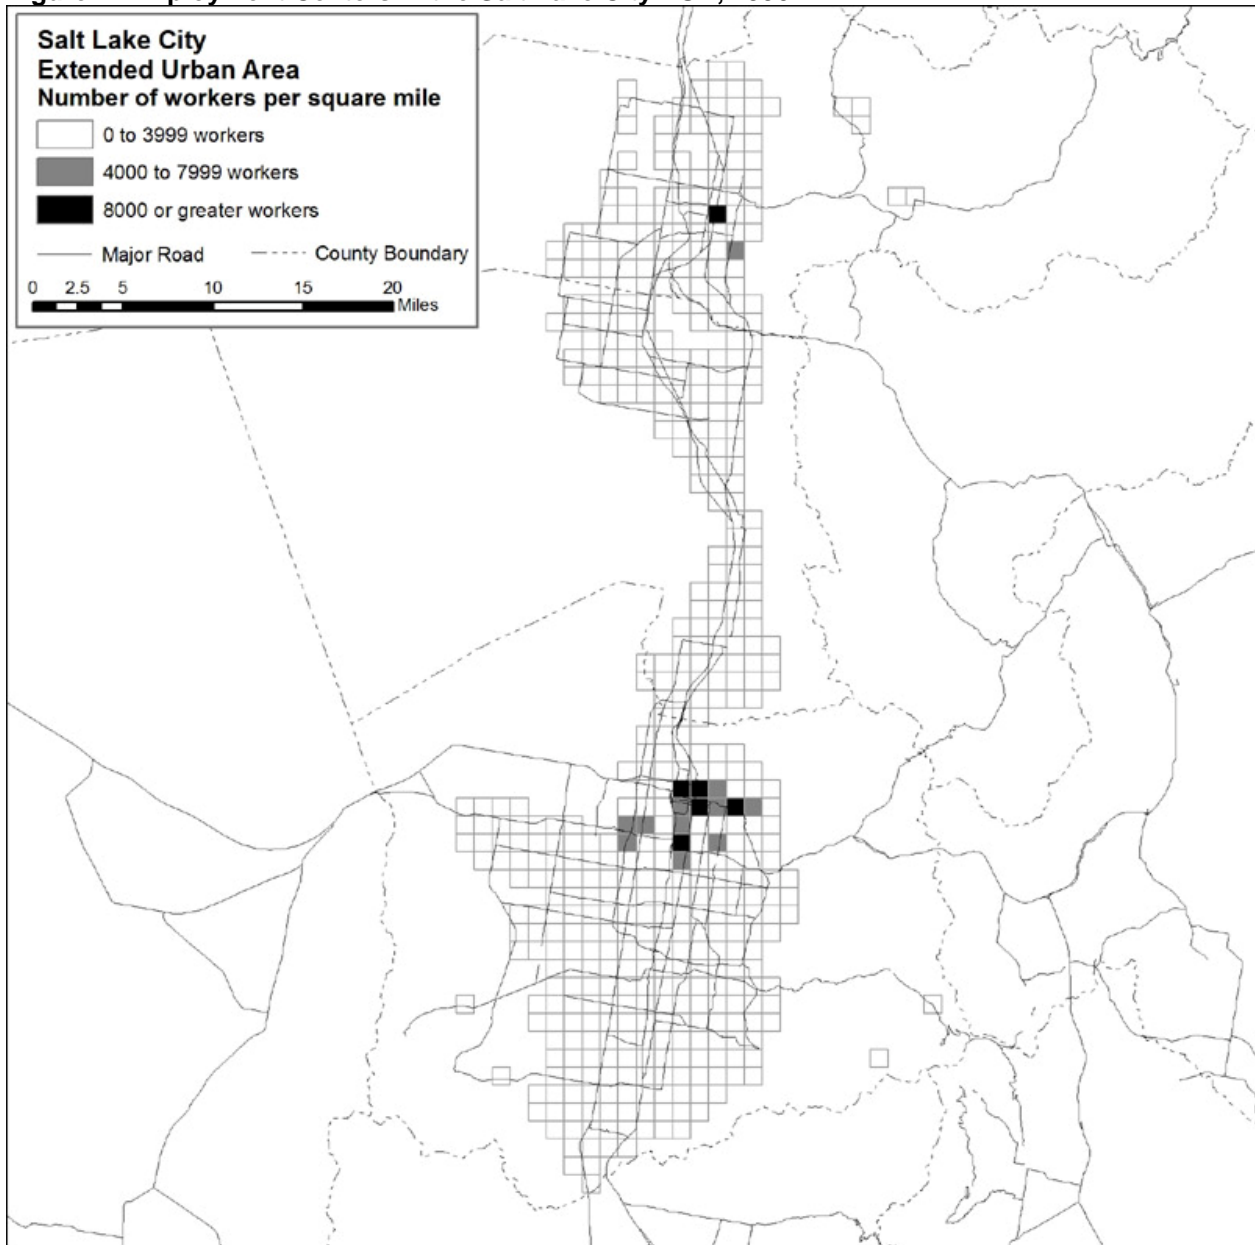 Salt Lake City
Extended Urban Area
Number of workers per square mile
0 to 3999 workers
4000 to 7999 workers
8000 or greater workers
Major Road County Boundary
0 2.5 5 10 15 20
Miles